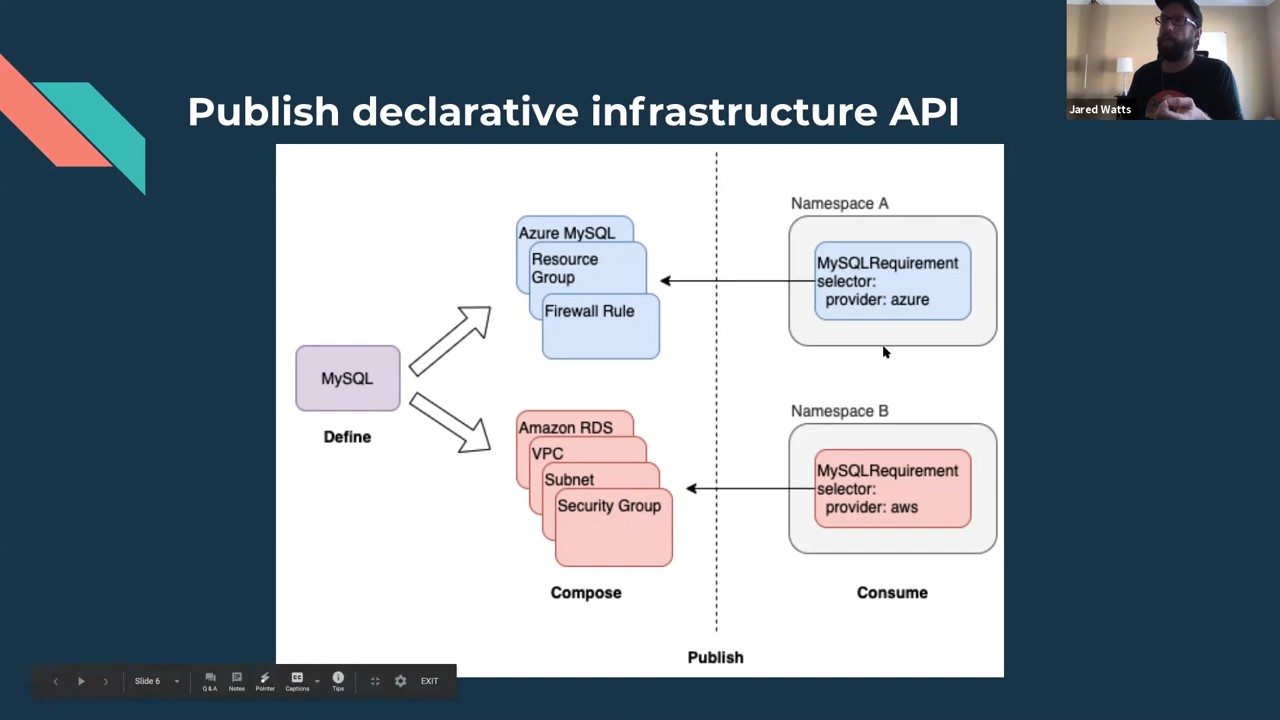 Publish declarative infrastructure API
Jared Watts
MySQL
Define
Azure MySQL
Resource
Group
Firewall Rule
Amazon RDS
VPC
Subnet
Security Group
Compose
Publish
Namespace A
MySQLRequirement
selector:
provider: azure
Namespace B
MySQLRequirement
selector:
provider: aws
Consume
Slide 6
Q & A
Notes
Pointer
Captions
Tips
EXIT